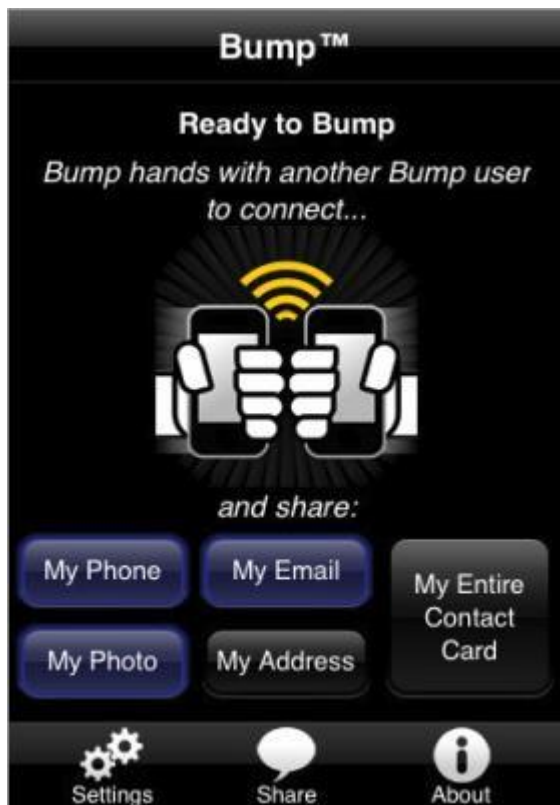 Bump™
Ready to Bump
Bump hands with another Bump user
to connect...
and share:
My Phone
My Email
My Entire
Contact
Card
My Photo
My Address
Settings
Share
About